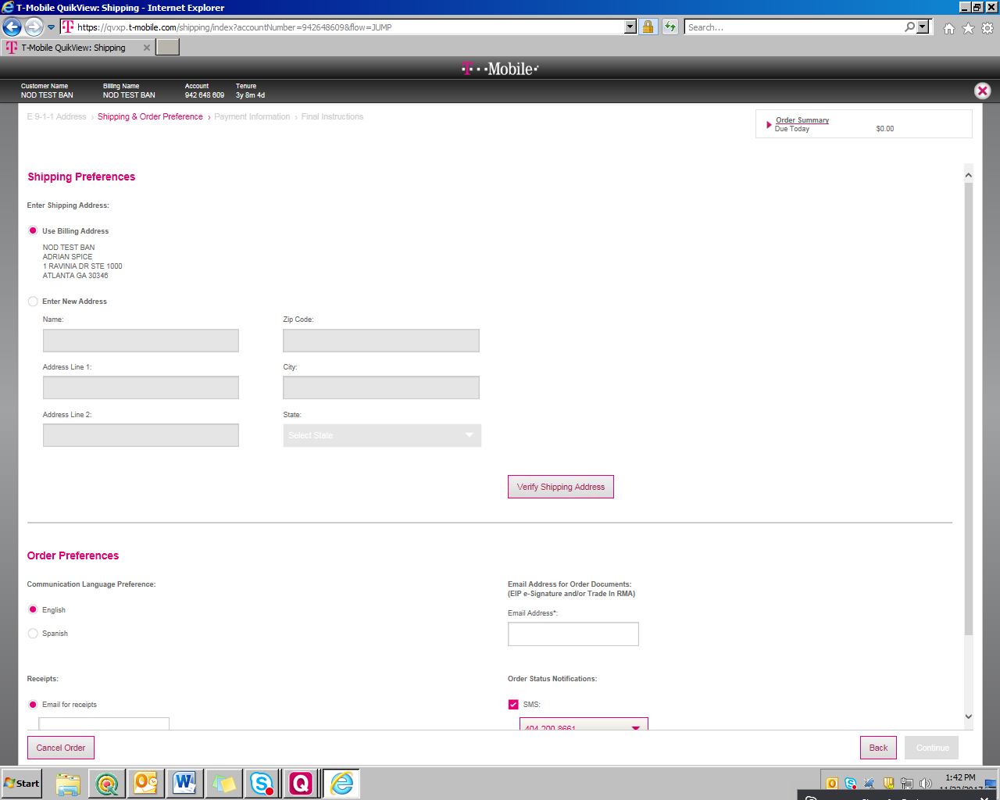 T-Mobile QuikView: Shipping - Internet Explorer
https://qvxp.t-mobile.com/shipping/index?accountNumber=942648609&flow=JUMP
Search...
T-Mobile QuikView: Shipping
T··Mobile·
Customer Name Billing Name Account Tenure
NOD TEST BAN NOD TEST BAN 942 648 609 3y 8m 4d
E 9-1-1 Address › Shipping & Order Preference › Payment Information › Final Instructions
Order Summary
Due Today $0.00
Shipping Preferences
Enter Shipping Address:
Use Billing Address
NOD TEST BAN
ADRIAN SPICE
1 RAVINIA DR STE 1000
ATLANTA GA 30346
Enter New Address
Name: Zip Code:
Address Line 1: City:
Address Line 2: State:
Select State
Verify Shipping Address
Order Preferences
Communication Language Preference:
Email Address for Order Documents:
(EIP e-Signature and/or Trade In RMA)
English
Email Address*:
Spanish
Receipts: Order Status Notifications:
Email for receipts SMS:
404 200 8661
Cancel Order Back Continue
Start
1:42 PM